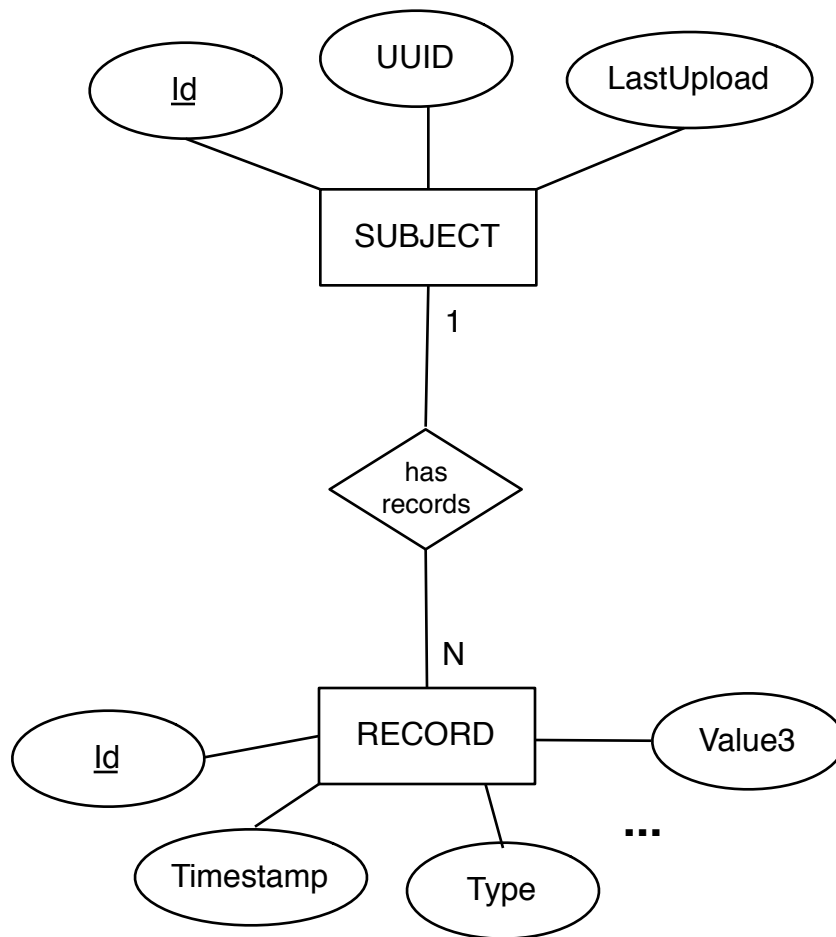 UUID
Id
LastUpload
SUBJECT
1
has
records
N
RECORD
Value3
Id
...
Timestamp
Type